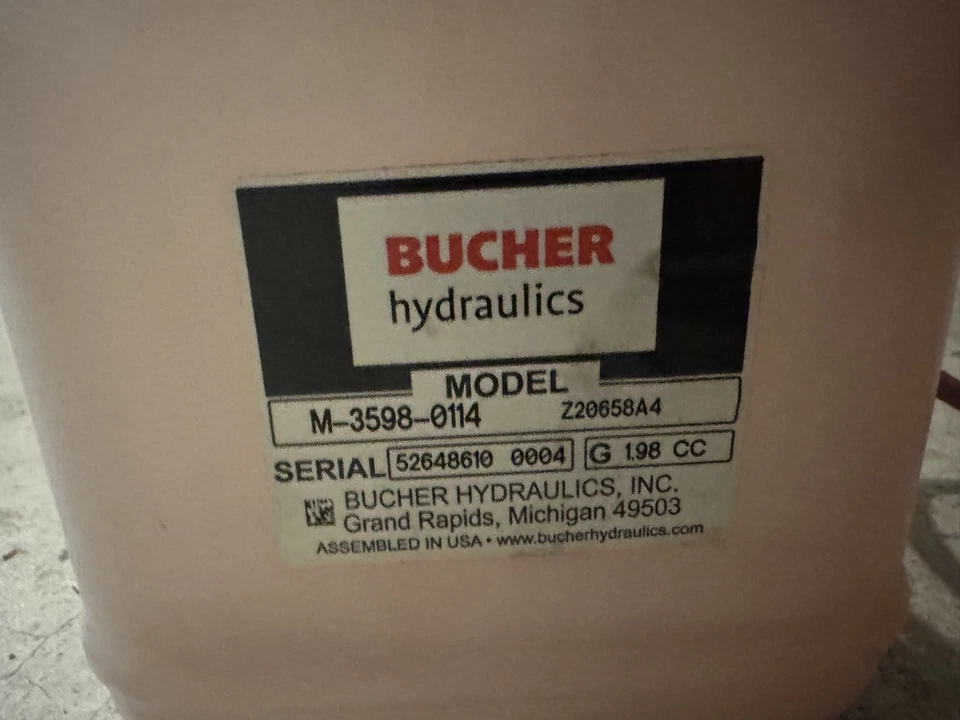 BUCHER
hydraulics
MODEL
M-3598-0114 Z20658A4
SERIAL 52648610 0004 G 1.98 CC
BUCHER HYDRAULICS, INC.
Grand Rapids, Michigan 49503
ASSEMBLED IN USA • www.bucherhydraulics.com